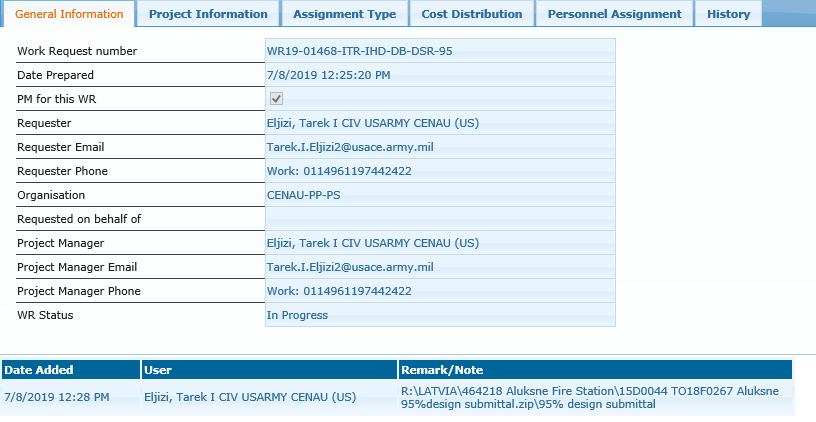 General Information Project Information Assignment Type Cost Distribution Personnel Assignment History
Work Request number WR19-01468-ITR-IHD-DB-DSR-95
Date Prepared 7/8/2019 12:25:20 PM
PM for this WR
Requester Eljizi, Tarek I CIV USARMY CENAU (US)
Requester Email Tarek.I.Eljizi2@usace.army.mil
Requester Phone Work: 0114961197442422
Organisation CENAU-PP-PS
Requested on behalf of
Project Manager Eljizi, Tarek I CIV USARMY CENAU (US)
Project Manager Email Tarek.I.Eljizi2@usace.army.mil
Project Manager Phone Work: 0114961197442422
WR Status In Progress
Date Added User Remark/Note
7/8/2019 12:28 PM Eljizi, Tarek I CIV USARMY CENAU (US) R:\LATVIA\464218 Aluksne Fire Station\15D0044 TO18F0267 Aluksne
95%design submittal.zip\95% design submittal